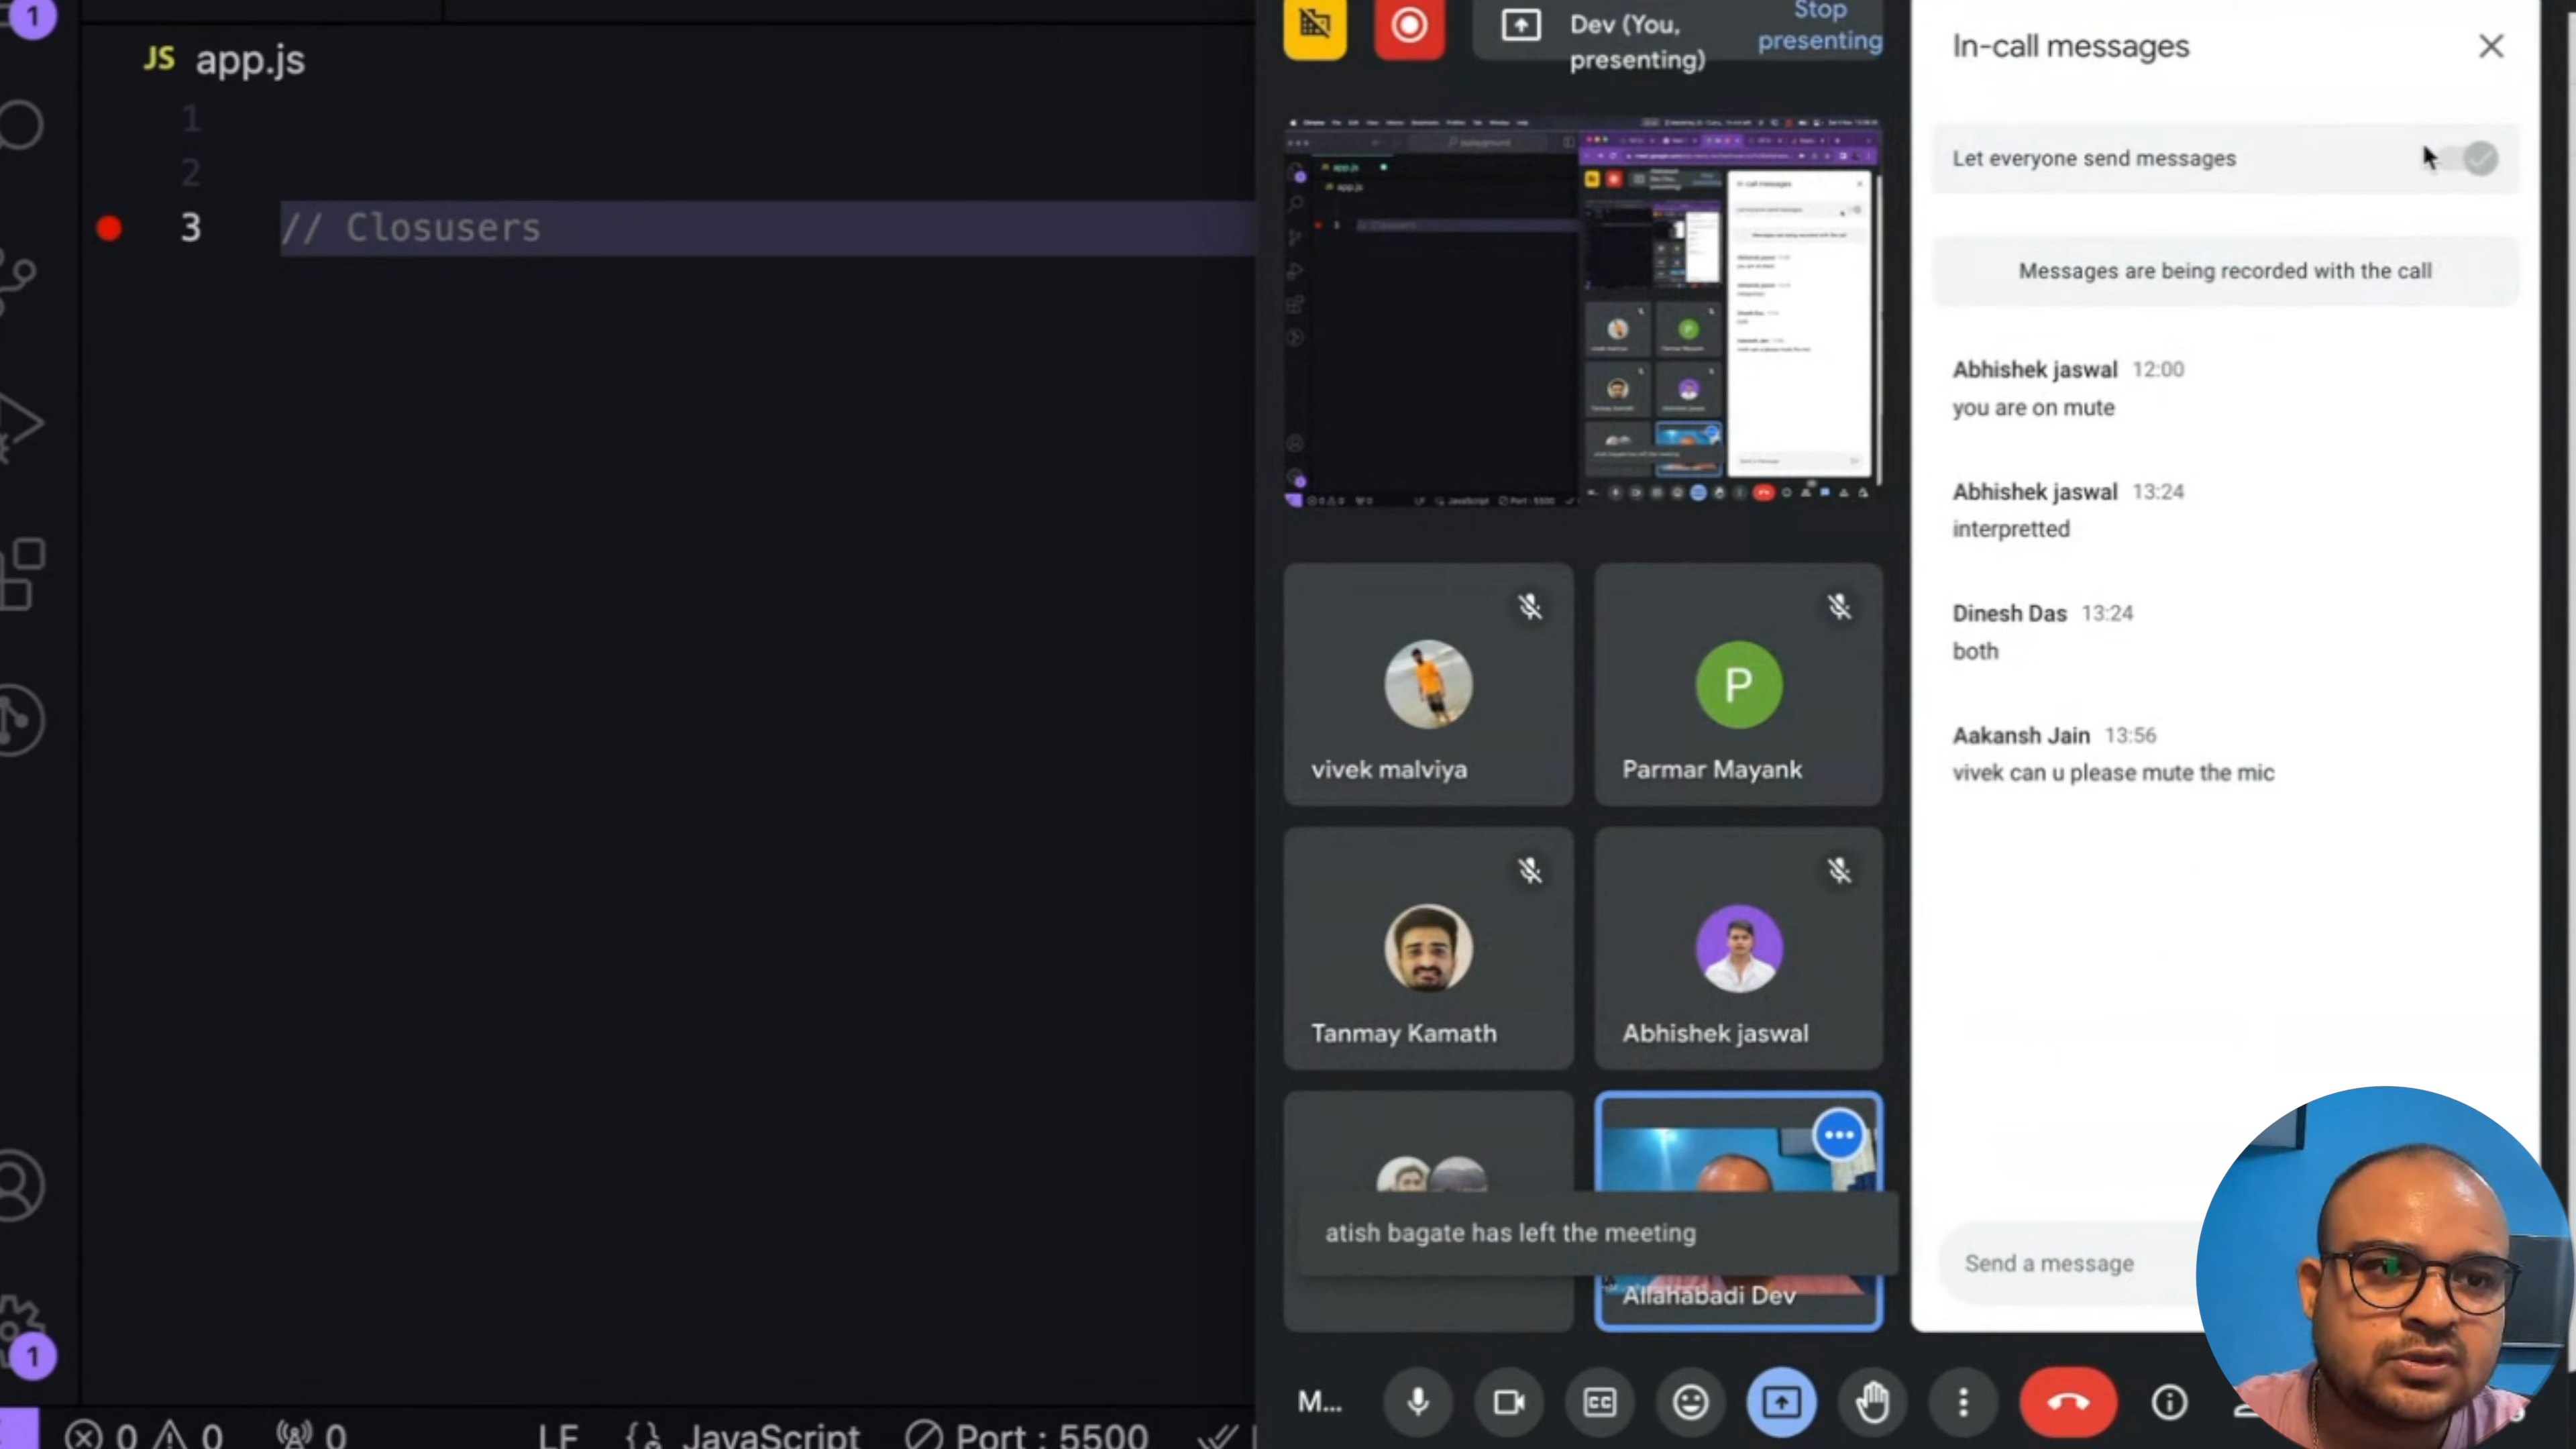 1
JS app.js
1
2
3 // Closusers
1
0 0 0 LF {} JavaScript Port : 5500
Dev (You,
presenting)
Stop
presenting
vivek malviya
P
Parmar Mayank
Tanmay Kamath
Abhishek jaswal
atish bagate has left the meeting
Allahabadi Dev
M...
CC
In-call messages
Let everyone send messages
Messages are being recorded with the call
Abhishek jaswal 12:00
you are on mute
Abhishek jaswal 13:24
interpretted
Dinesh Das 13:24
both
Aakansh Jain 13:56
vivek can u please mute the mic
Send a message